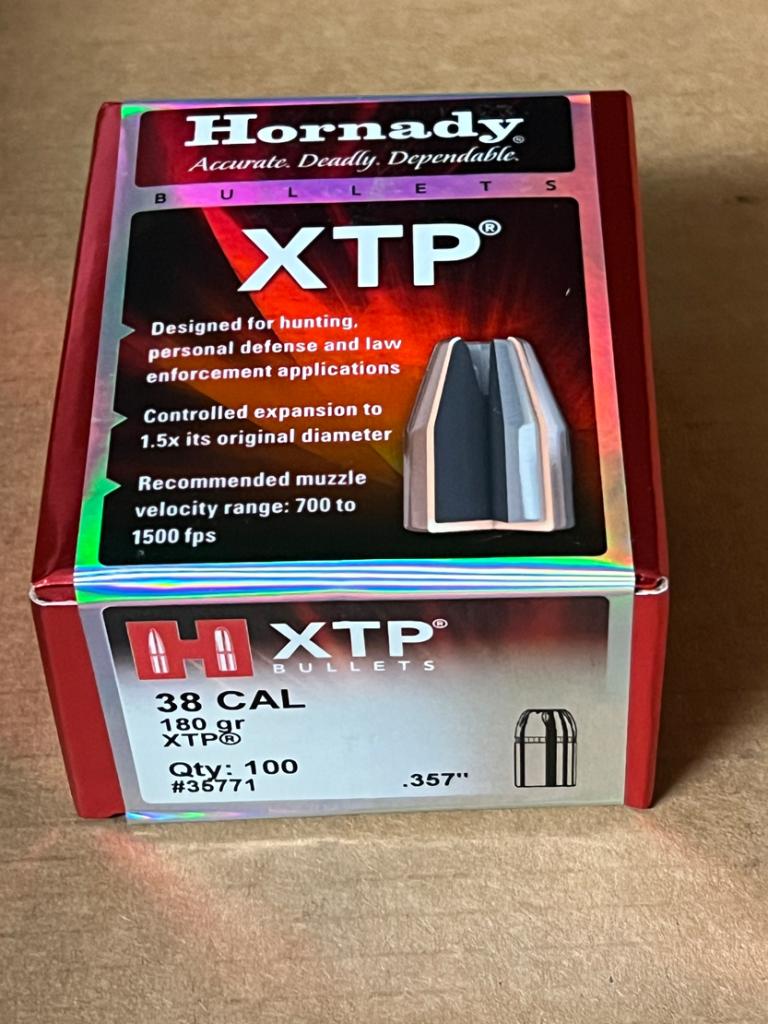 Hornady®
Accurate. Deadly. Dependable.
BULLETS
XTP®
Designed for hunting,
personal defense and law
enforcement applications
Controlled expansion to
1.5x its original diameter
Recommended muzzle
velocity range: 700 to
1500 fps
H XTP®
BULLETS
38 CAL
180 gr
XTP®
Qty: 100
#35771
.357"